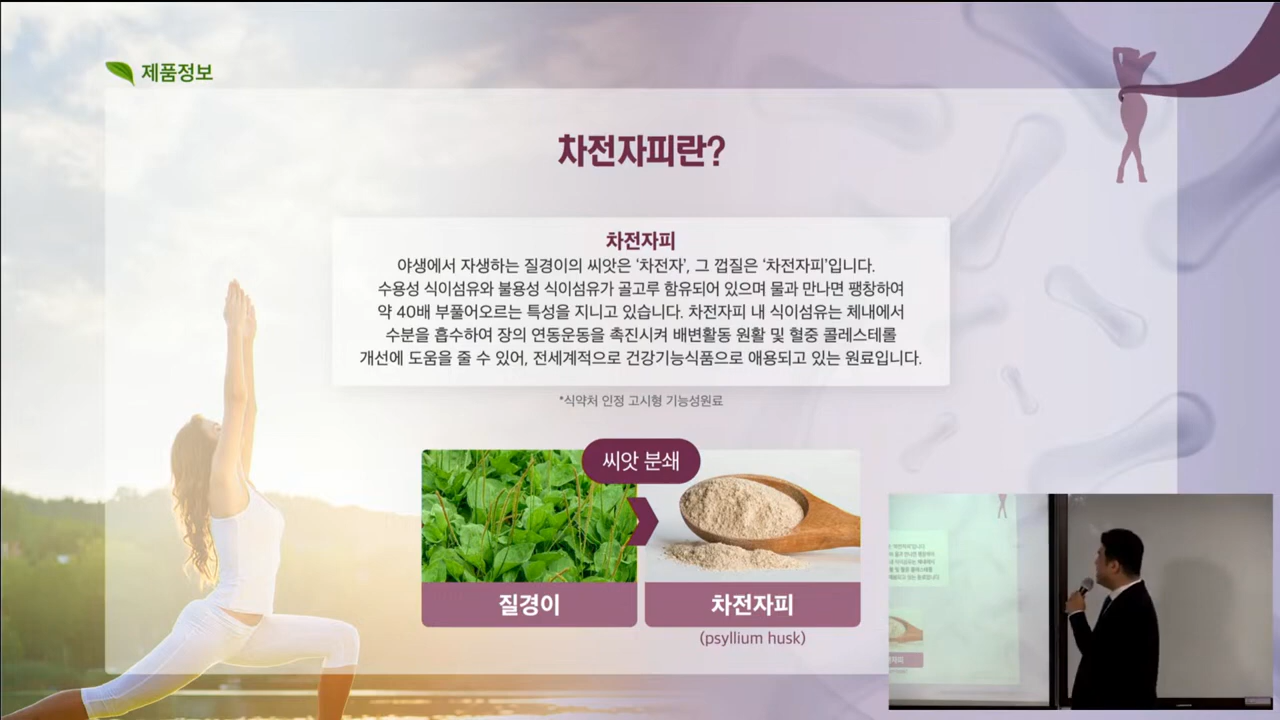 제품정보
차전자피란?
차전자피
야생에서 자생하는 질경이의 씨앗은 ‘차전자’, 그 껍질은 ‘차전자피’입니다.
수용성 식이섬유와 불용성 식이섬유가 골고루 함유되어 있으며 물과 만나면 팽창하여
약 40배 부풀어오르는 특성을 지니고 있습니다. 차전자피 내 식이섬유는 체내에서
수분을 흡수하여 장의 연동운동을 촉진시켜 배변활동 원활 및 혈중 콜레스테롤
개선에 도움을 줄 수 있어, 전세계적으로 건강기능식품으로 애용되고 있는 원료입니다.
*식약처 인정 고시형 기능성원료
씨앗 분쇄
질경이
차전자피
(psyllium husk)